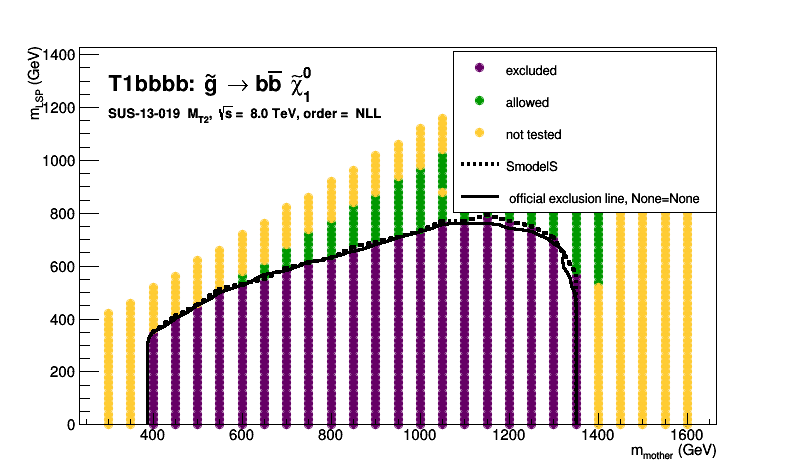 1400
1200
1000
800
600
400
200
0
m_LSP (GeV)
T1bbbb: g̃ → bb̅ χ̃⁰₁
SUS-13-019 M_T2, √s = 8.0 TeV, order = NLL
excluded
allowed
not tested
SmodelS
official exclusion line, None=None
400 600 800 1000 1200 1400 1600
m_mother (GeV)